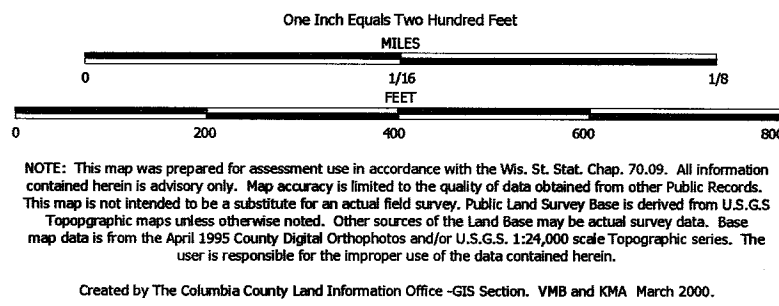 One Inch Equals Two Hundred Feet
MILES
0 1/16 1/8
FEET
0 200 400 600 800
NOTE: This map was prepared for assessment use in accordance with the Wis. St. Stat. Chap. 70.09. All information
contained herein is advisory only. Map accuracy is limited to the quality of data obtained from other Public Records.
This map is not intended to be a substitute for an actual field survey. Public Land Survey Base is derived from U.S.G.S
Topopgraphic maps unless otherwise noted. Other sources of the Land Base may be actual survey data. Base
map data is from the April 1995 County Digital Orthophotos and/or U.S.G.S. 1:24,000 scale Topographic series. The
user is responsible for the improper use of the data contained herein.
Created by The Columbia County Land Information Office -GIS Section. VMB and KMA March 2000.